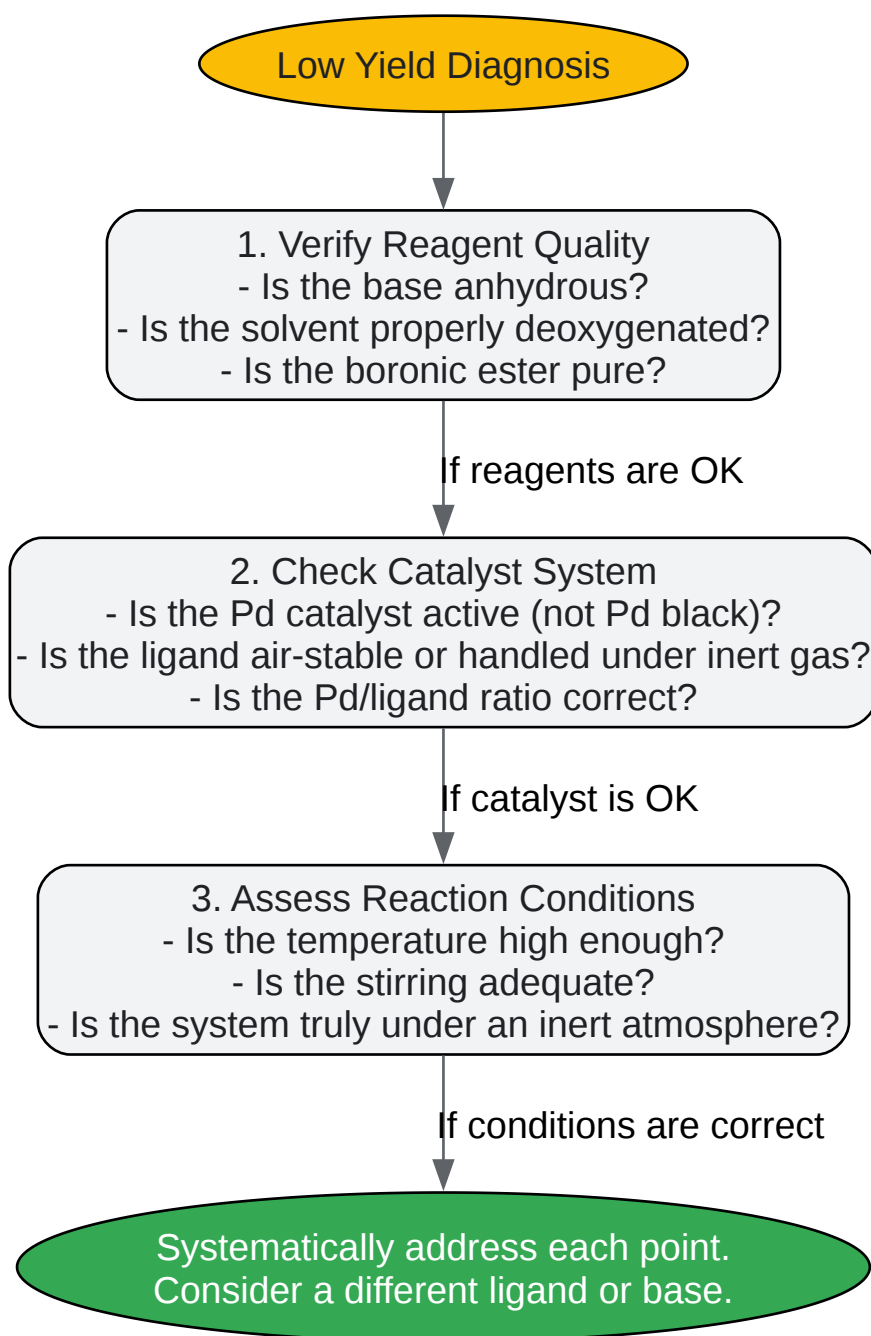 Low Yield Diagnosis
1. Verify Reagent Quality
- Is the base anhydrous?
- Is the solvent properly deoxygenated?
- Is the boronic ester pure?
If reagents are OK
2. Check Catalyst System
- Is the Pd catalyst active (not Pd black)?
- Is the ligand air-stable or handled under inert gas?
- Is the Pd/ligand ratio correct?
If catalyst is OK
3. Assess Reaction Conditions
- Is the temperature high enough?
- Is the stirring adequate?
- Is the system truly under an inert atmosphere?
If conditions are correct
Systematically address each point.
Consider a different ligand or base.